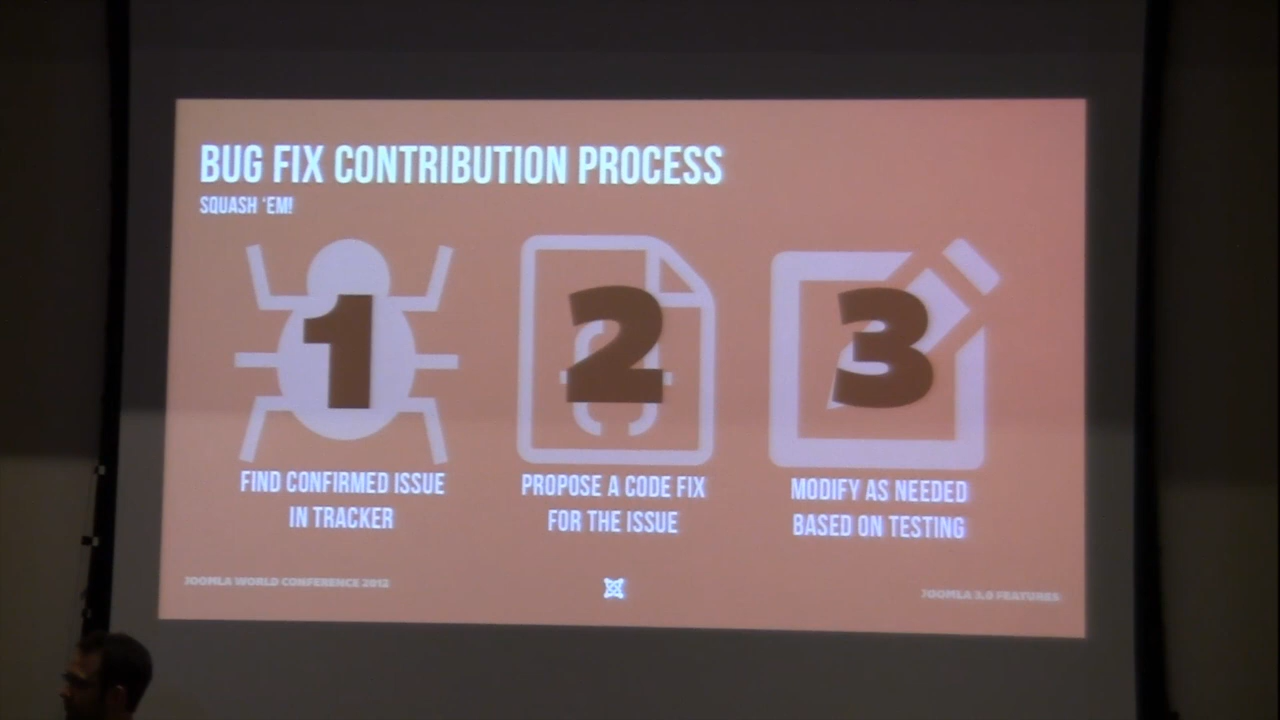 BUG FIX CONTRIBUTION PROCESS
SQUASH 'EM!
1
2
3
FIND CONFIRMED ISSUE
IN TRACKER
PROPOSE A CODE FIX
FOR THE ISSUE
MODIFY AS NEEDED
BASED ON TESTING
JOOMLA WORLD CONFERENCE 2012
JOOMLA 3.0 FEATURES